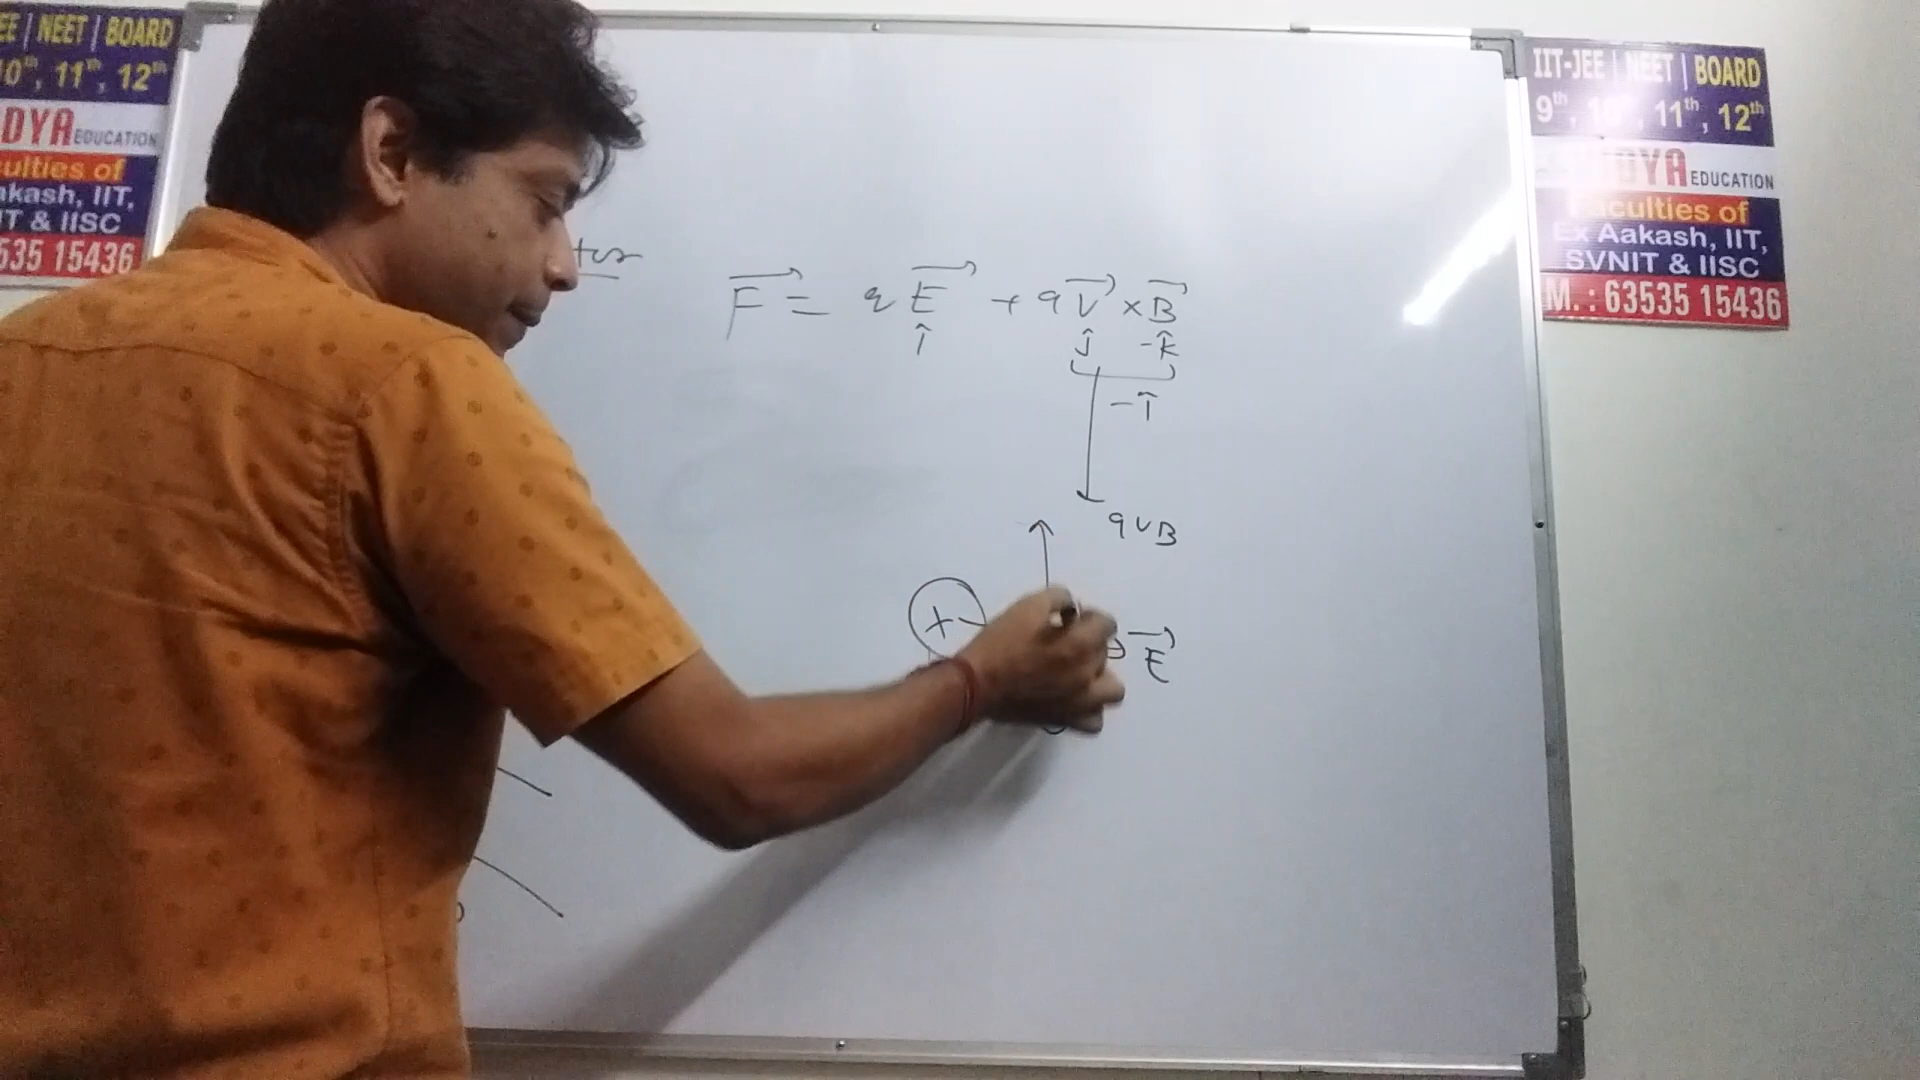 EE | NEET | BOARD
10th, 11th, 12th
DYA EDUCATION
culties of
akash, IIT,
IT & IISC
535 15436
IIT-JEE | NEET | BOARD
9th, 10th, 11th, 12th
DYA EDUCATION
Faculties of
Ex Aakash, IIT,
SVNIT & IISC
M. : 63535 15436
F = qE + qV × B
î ĵ -k̂
-î
qVB
+
E